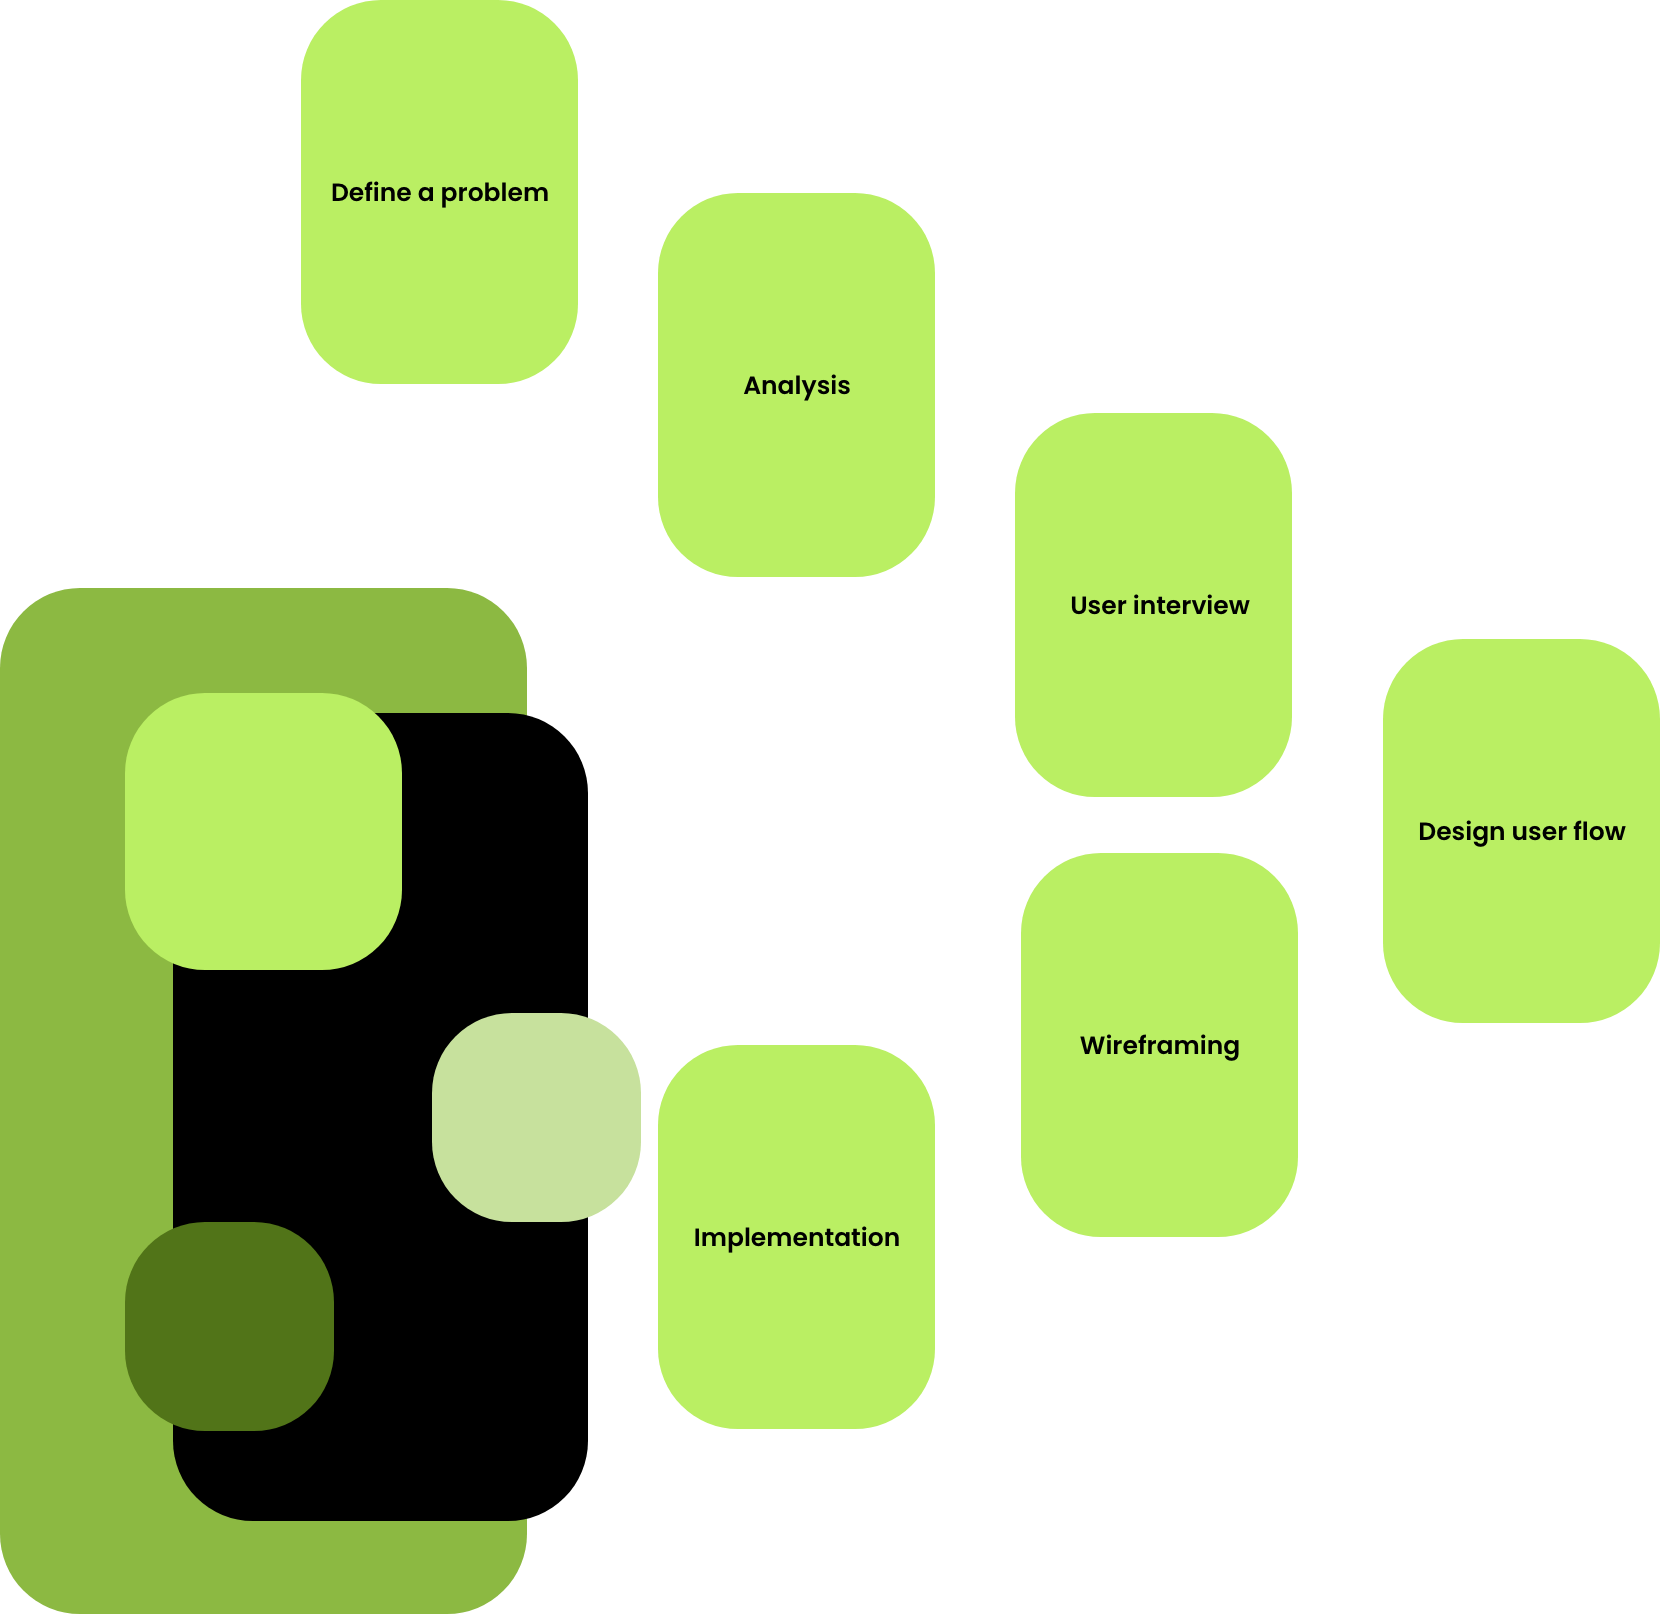 Define a problem
Analysis
User interview
Design user flow
Wireframing
Implementation